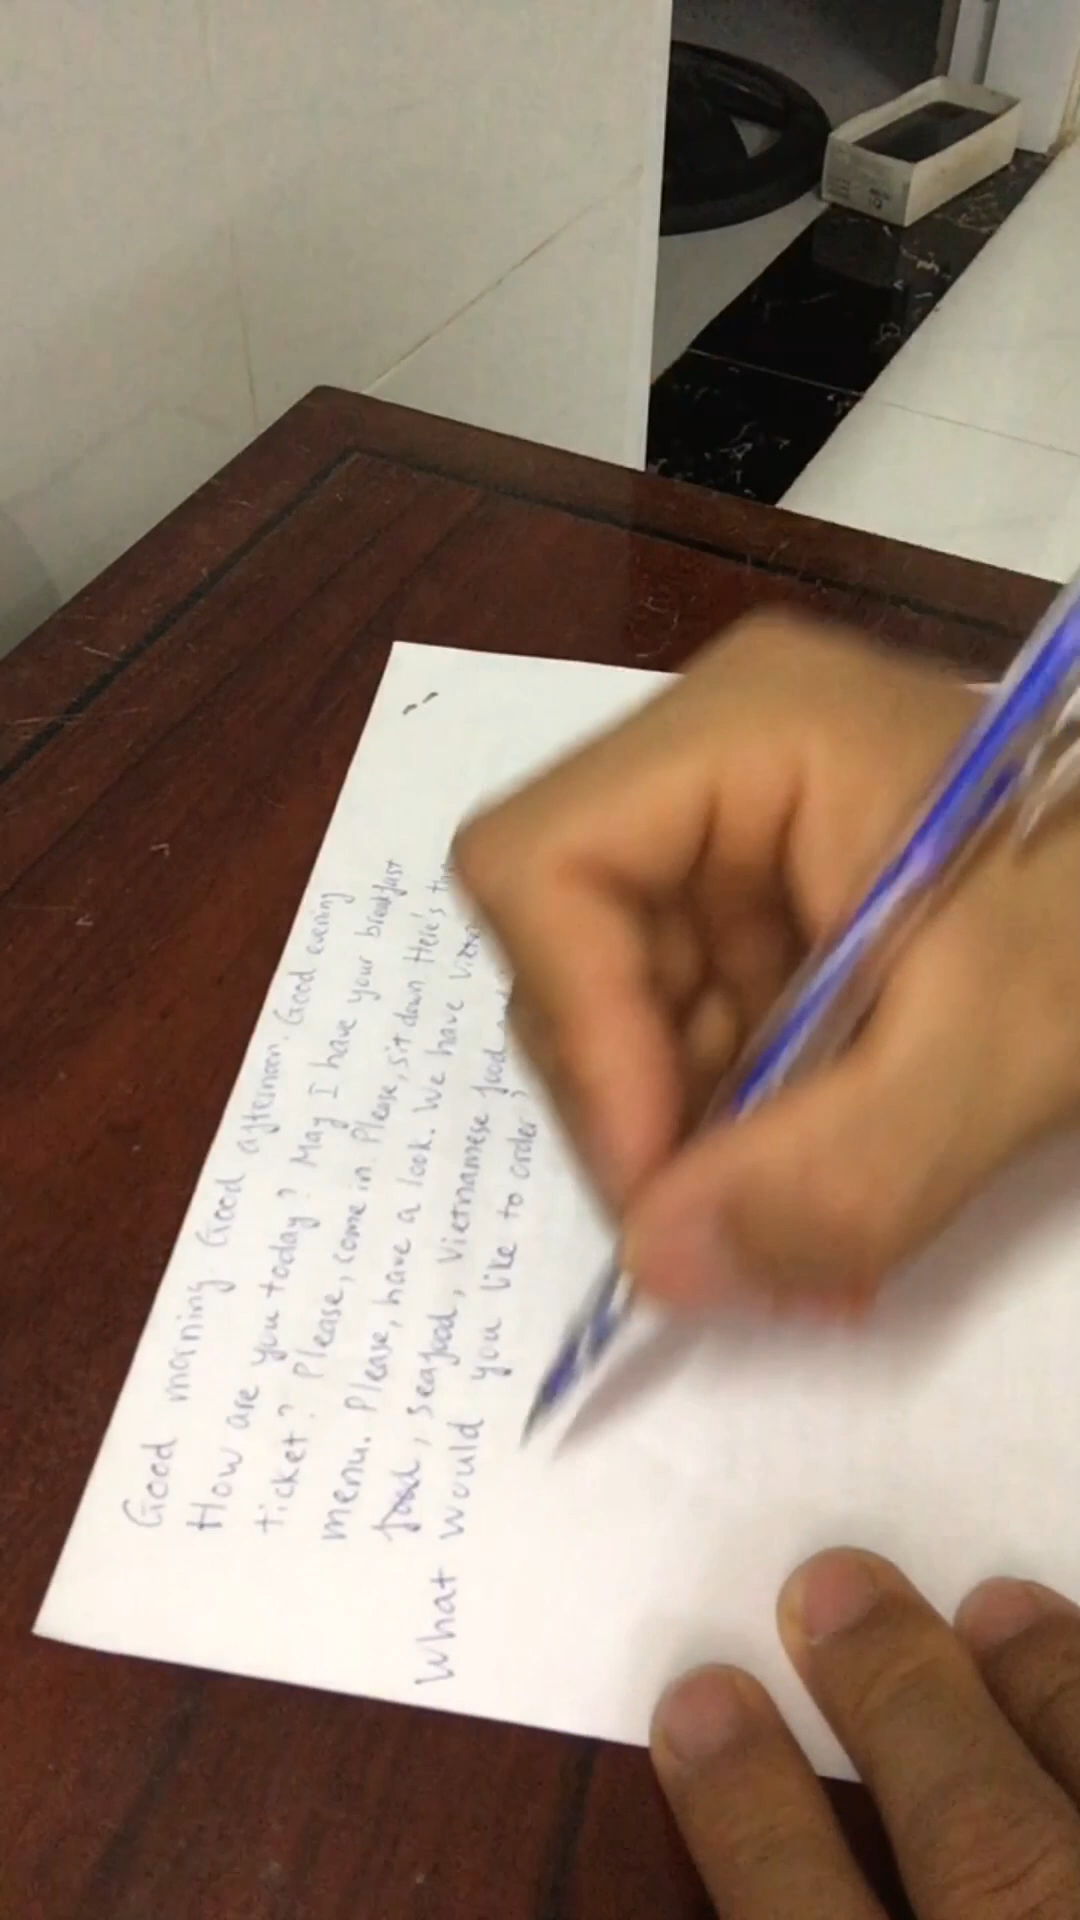 Good morning. Good afternoon. Good evening
How are you today? May I have your breakfast
ticket? Please, come in. Please, sit down Here's the
menu. Please, have a look. We have
food, seafood, Vietnamese food
What would you like to order?